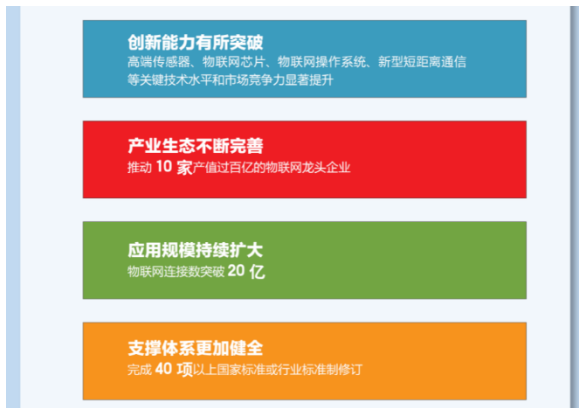 创新能力有所突破
高端传感器、物联网芯片、物联网操作系统、新型短距离通信
等关键技术水平和市场竞争力显著提升
产业生态不断完善
推动 10 家产值过百亿的物联网龙头企业
应用规模持续扩大
物联网连接数突破 20 亿
支撑体系更加健全
完成 40 项以上国家标准或行业标准制修订